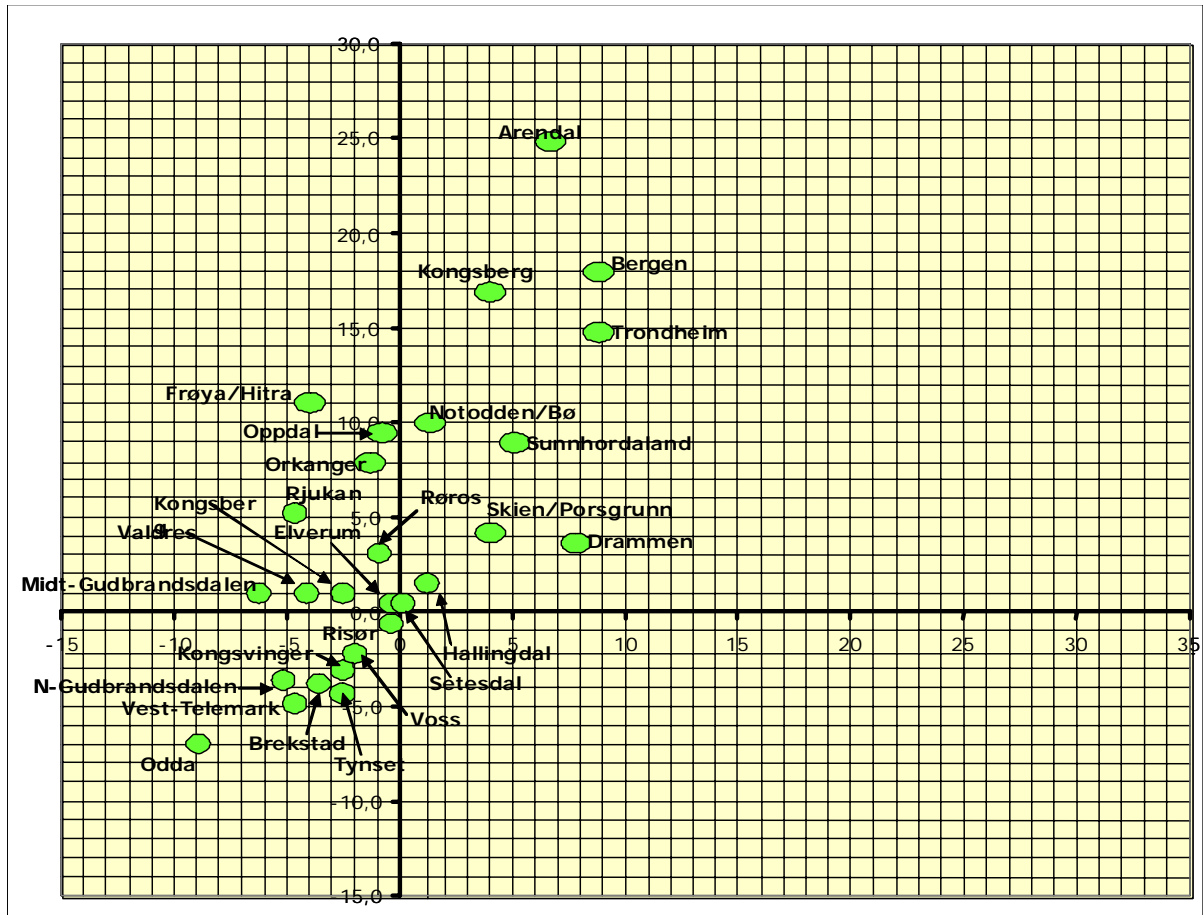 30,0
Arendal
25,0
20,0
Bergen
Kongsberg
15,0
Trondheim
Frøya/Hitra
Notodden/Bø
10,0
Oppdal
Sunnhordaland
Orkanger
Rjukan
Røros
Kongsber
g
Skien/Porsgrunn
5,0
Valdres
Elverum
Drammen
Midt-Gudbrandsdalen
0,0
Risør
-15 -10 -5 0 5 10 15 20 25 30 35
Kongsvinger
Hallingdal
N-Gudbrandsdalen
Setesdal
Vest-Telemark
-5,0
Voss
Brekstad
Odda
Tynset
-10,0
-15,0